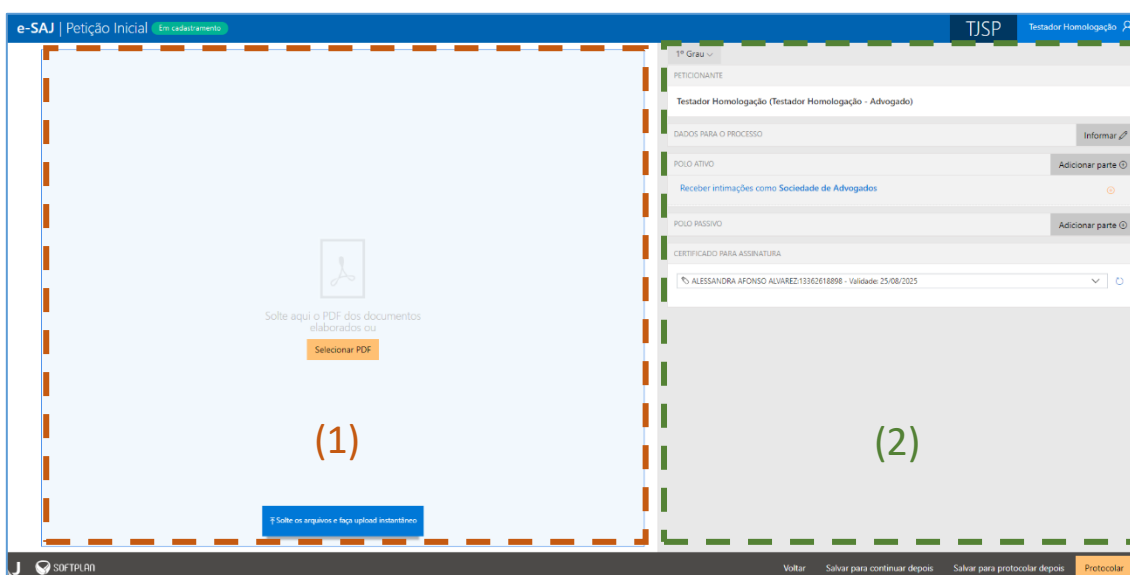 e-SAJ | Petição Inicial Em cadastramento
TJSP
Testador Homologação
1º Grau
PETICIONANTE
Testador Homologação (Testador Homologação - Advogado)
DADOS PARA O PROCESSO
Informar
POLO ATIVO
Adicionar parte
Receber intimações como Sociedade de Advogados
POLO PASSIVO
Adicionar parte
CERTIFICADO PARA ASSINATURA
ALESSANDRA AFONSO ALVAREZ:13362618898 - Validade: 25/08/2025
Solte aqui o PDF dos documentos
elaborados ou
Selecionar PDF
(1)
(2)
Solte os arquivos e faça upload instantâneo
J SOFTPLAN
Voltar
Salvar para continuar depois
Salvar para protocolar depois
Protocolar